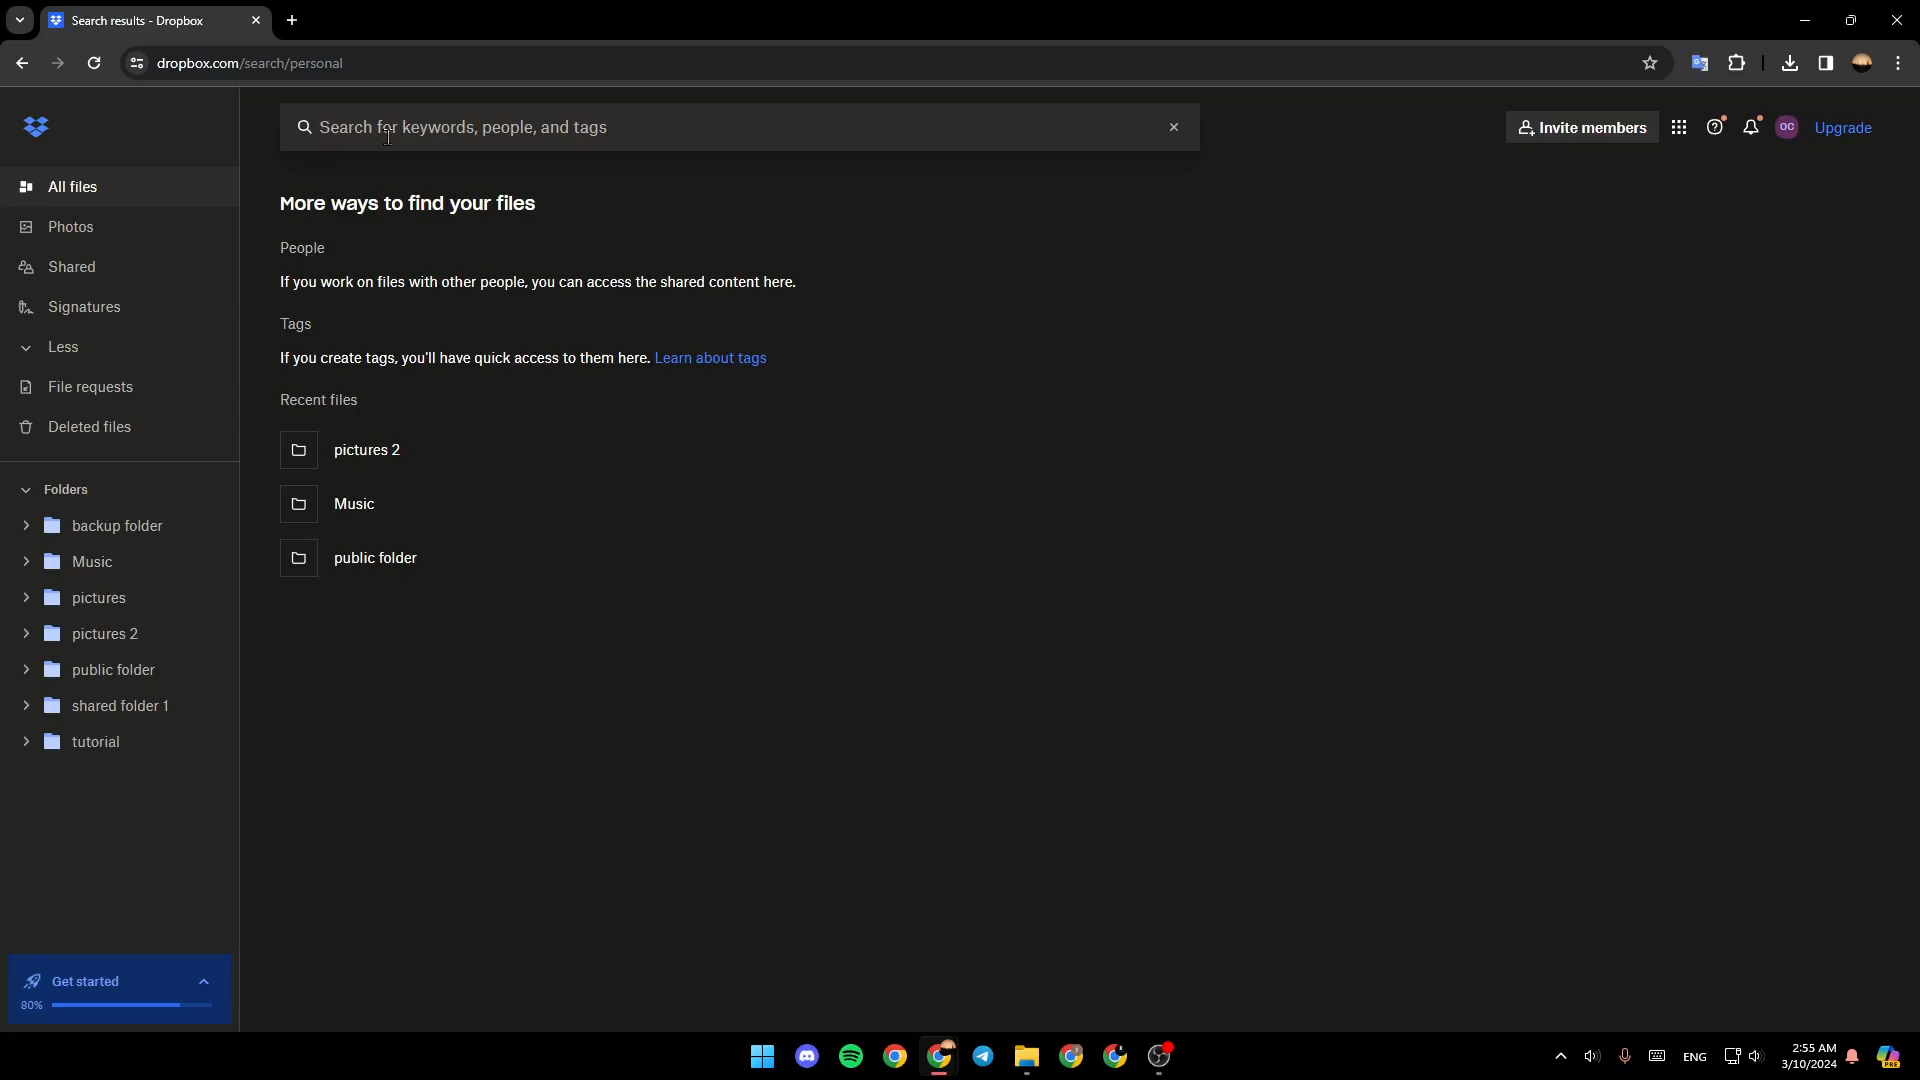 Search results - Dropbox
dropbox.com/search/personal
Search for keywords, people, and tags
Invite members
OC
Upgrade
All files
Photos
Shared
Signatures
Less
File requests
Deleted files
Folders
backup folder
Music
pictures
pictures 2
public folder
shared folder 1
tutorial
Get started
80%
More ways to find your files
People
If you work on files with other people, you can access the shared content here.
Tags
If you create tags, you'll have quick access to them here. Learn about tags
Recent files
pictures 2
Music
public folder
ENG
2:55 AM
3/10/2024
PRE